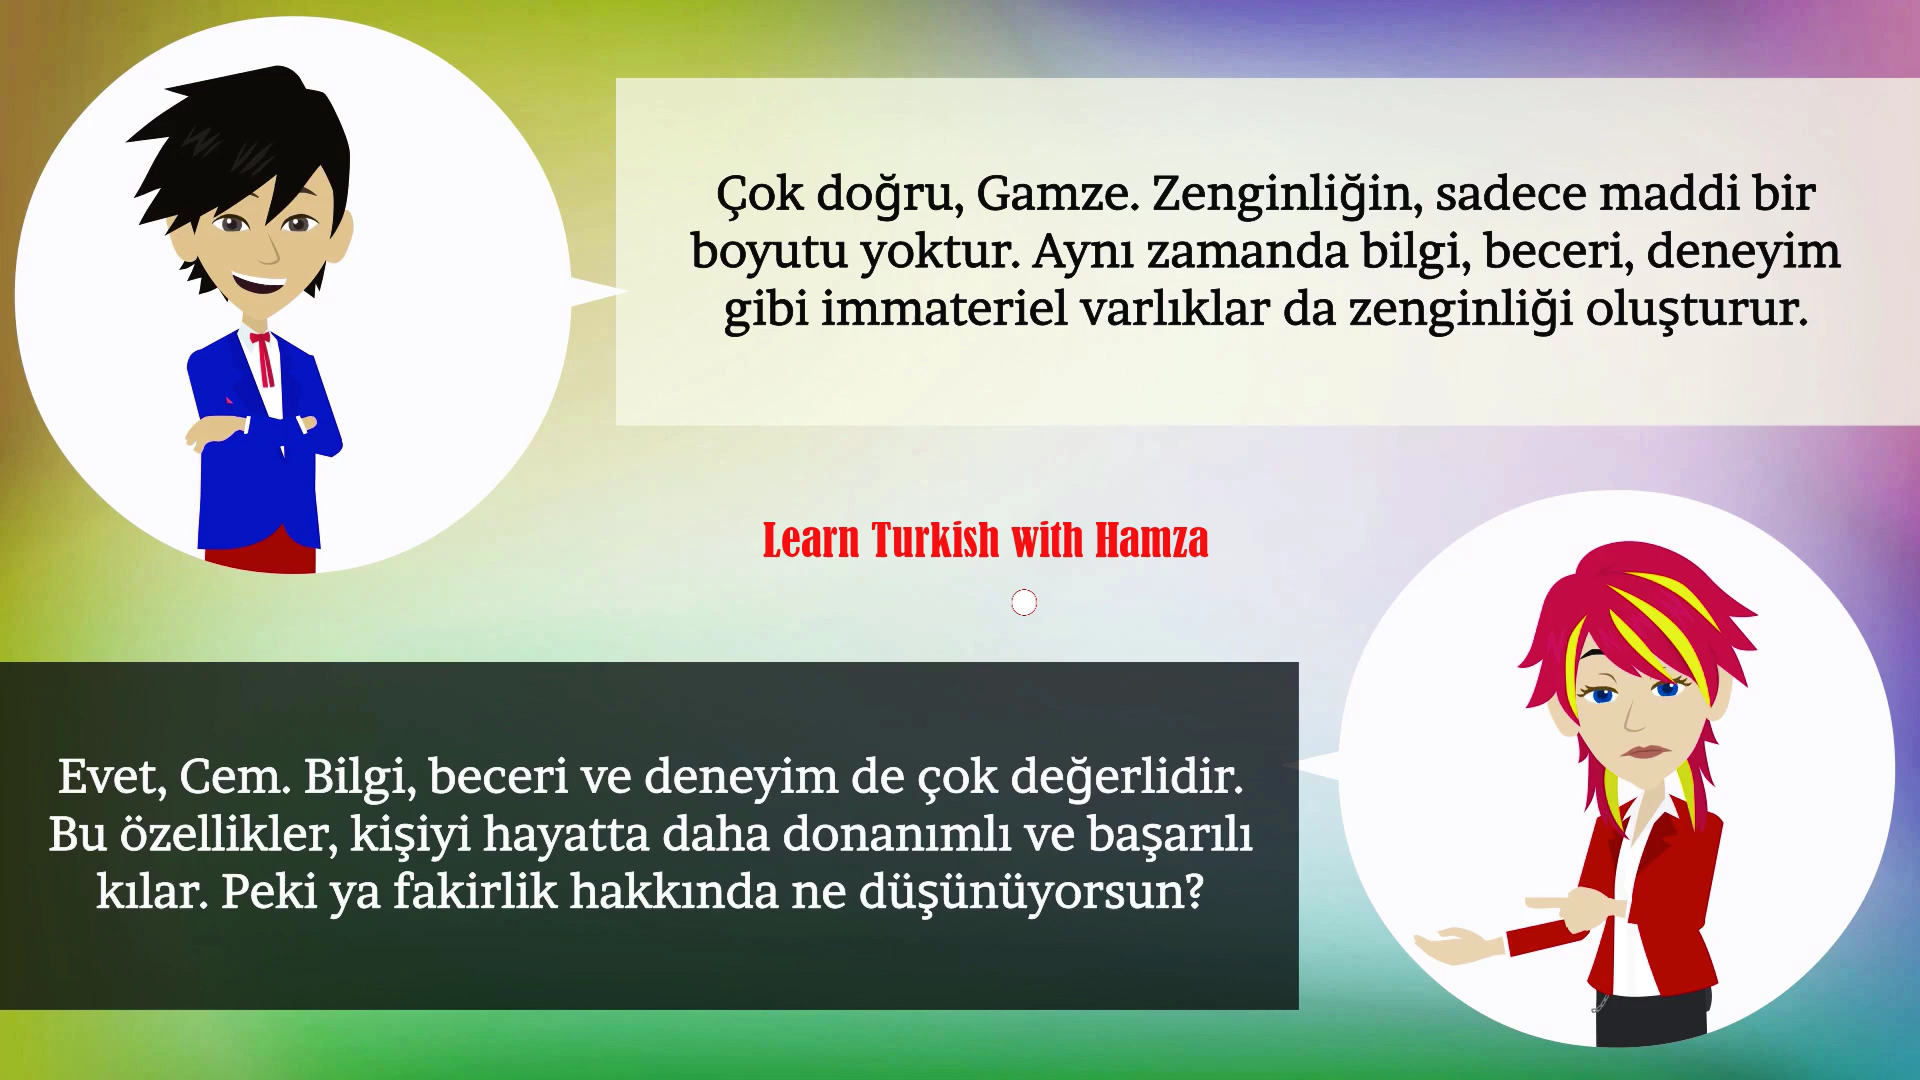 Çok doğru, Gamze. Zenginliğin, sadece maddi bir
boyutu yoktur. Aynı zamanda bilgi, beceri, deneyim
gibi immateriel varlıklar da zenginliği oluşturur.
Learn Turkish with Hamza
Evet, Cem. Bilgi, beceri ve deneyim de çok değerlidir.
Bu özellikler, kişiyi hayatta daha donanımlı ve başarılı
kılar. Peki ya fakirlik hakkında ne düşünüyorsun?